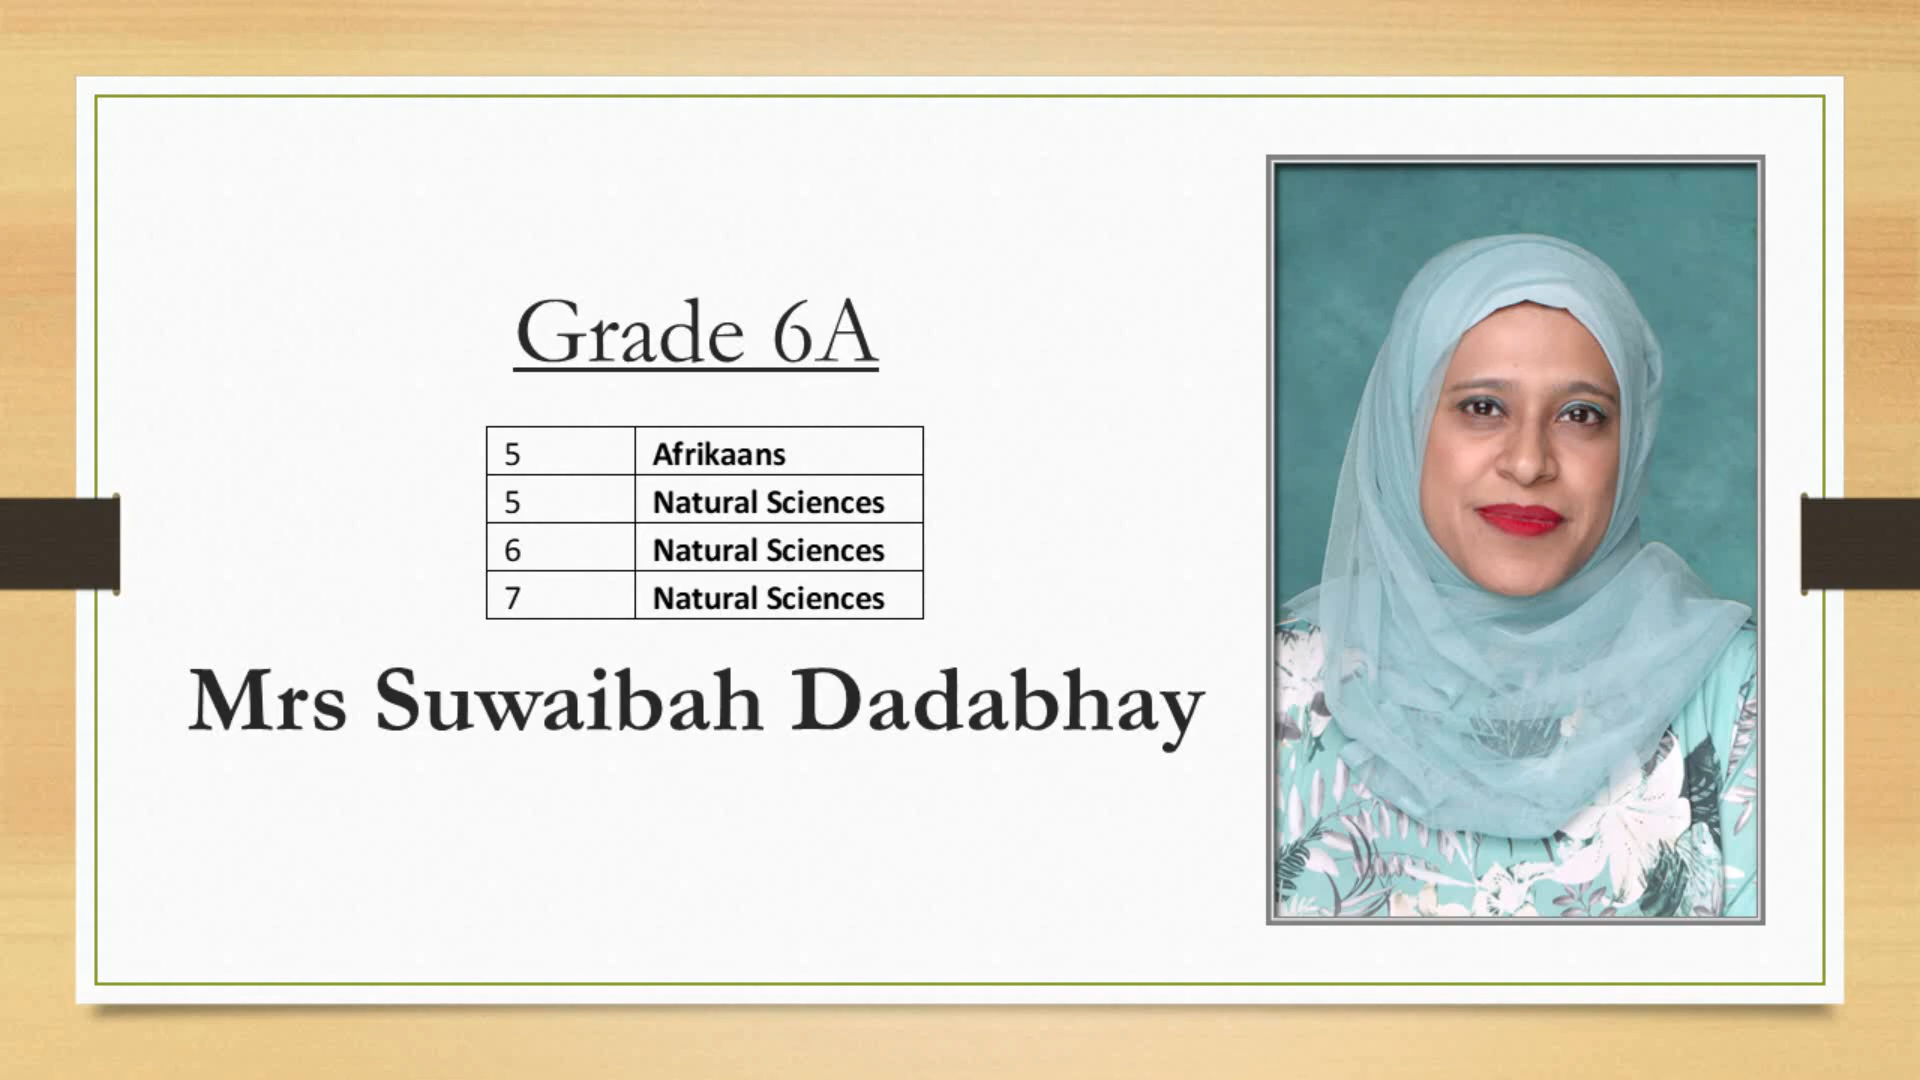 Grade 6A
5 Afrikaans
5 Natural Sciences
6 Natural Sciences
7 Natural Sciences
Mrs Suwaibah Dadabhay